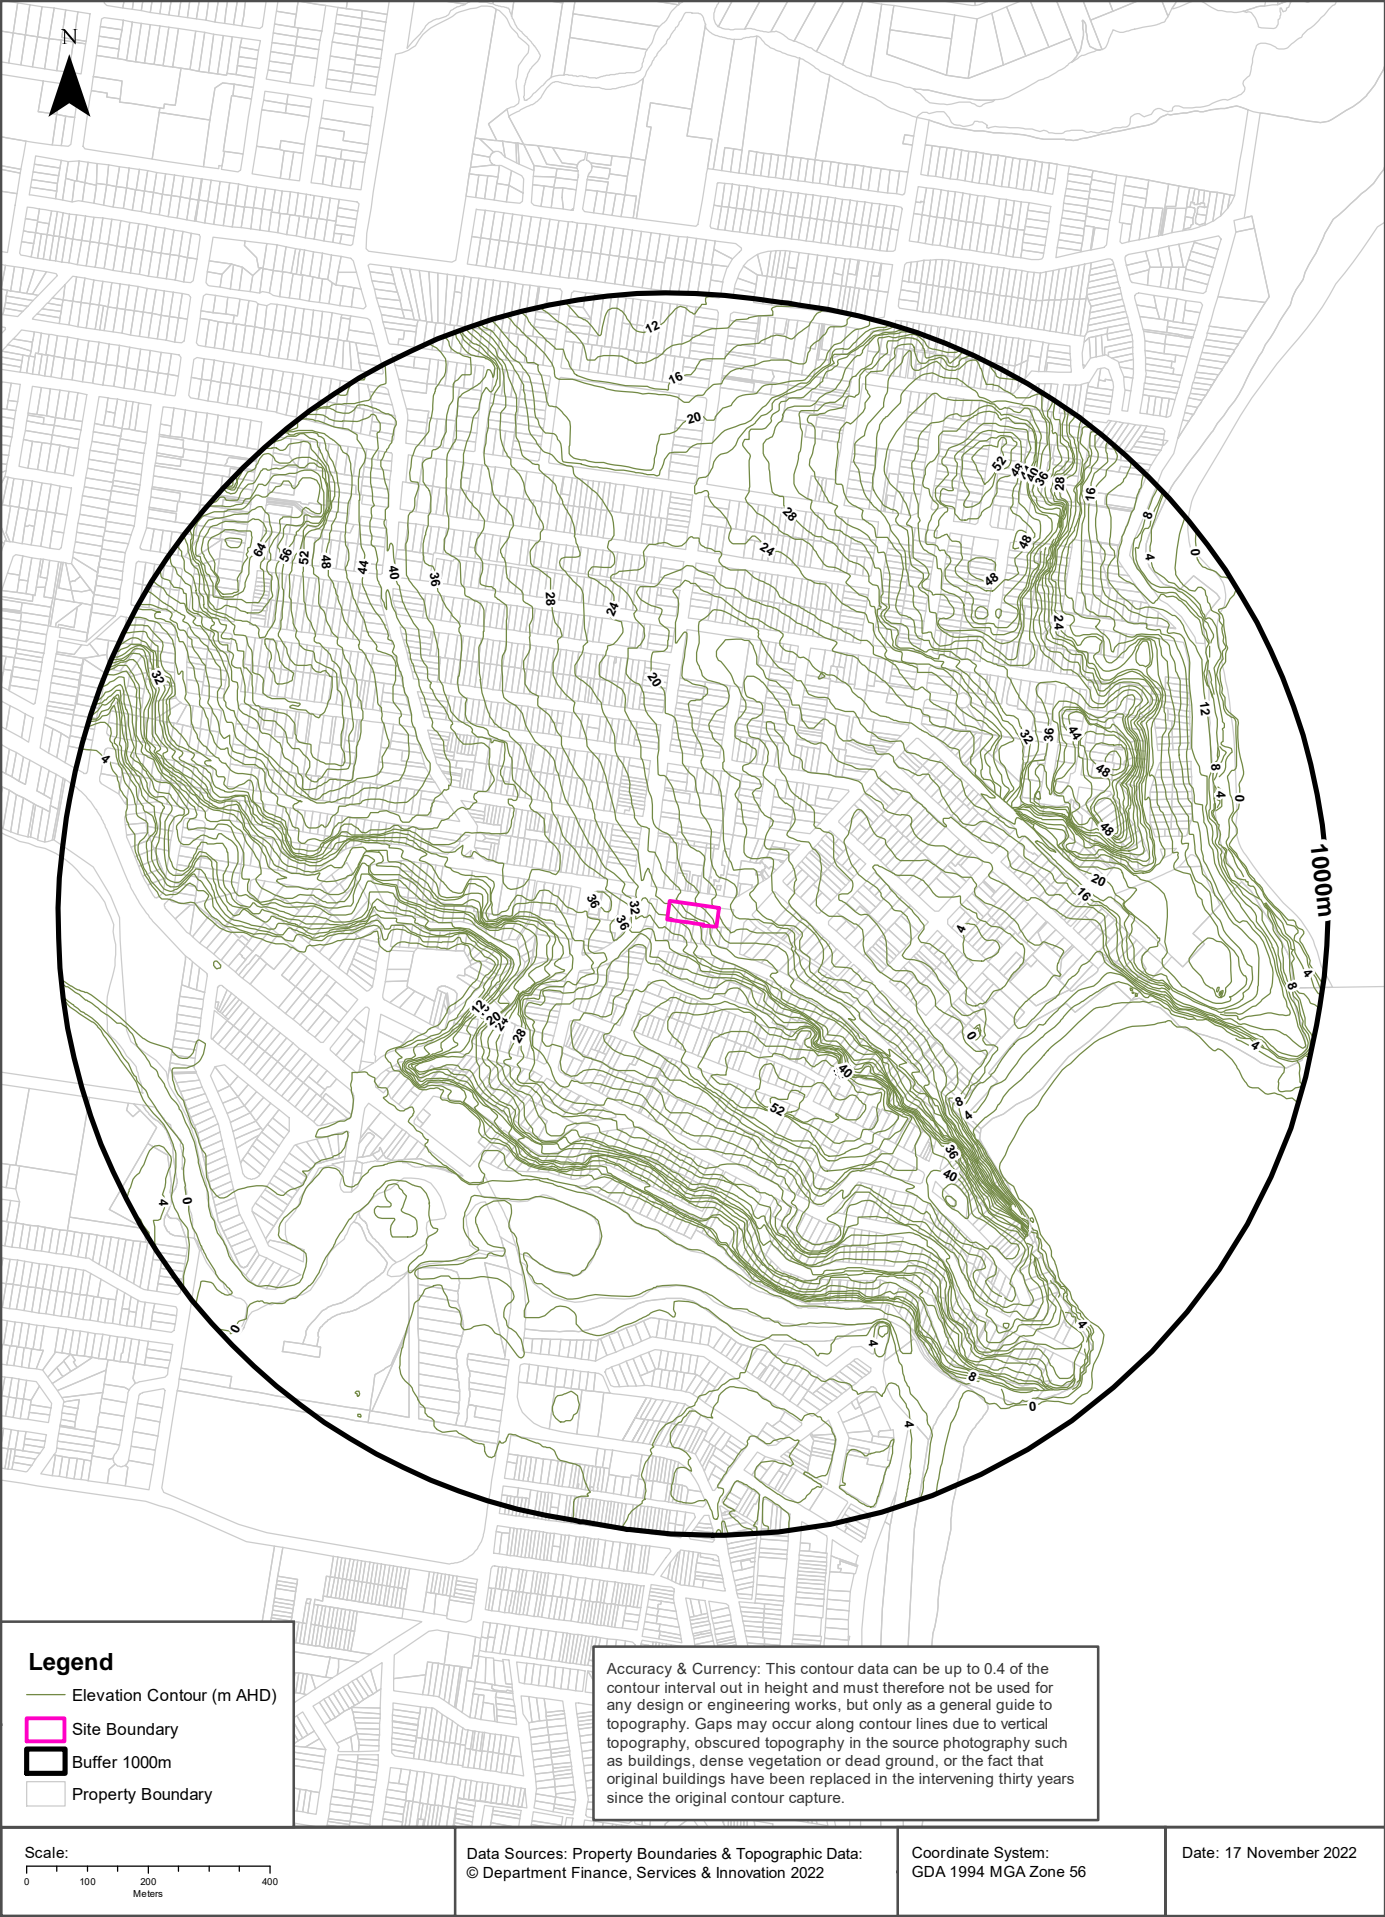 N
12
16
20
28
24
52
48
40
36
28
16
8
4
0
48
48
24
64
56
52
48
44
40
36
28
24
20
32
4
12
8
4
0
32
36
44
48
48
20
16
1000m
36
32
36
4
4
8
4
12
20
24
28
0
40
52
8
4
36
40
4
0
0
4
4
8
0
4
Legend
Elevation Contour (m AHD)
Site Boundary
Buffer 1000m
Property Boundary
Accuracy & Currency: This contour data can be up to 0.4 of the
contour interval out in height and must therefore not be used for
any design or engineering works, but only as a general guide to
topography. Gaps may occur along contour lines due to vertical
topography, obscured topography in the source photography such
as buildings, dense vegetation or dead ground, or the fact that
original buildings have been replaced in the intervening thirty years
since the original contour capture.
Scale:
0 100 200 400
Meters
Data Sources: Property Boundaries & Topographic Data:
© Department Finance, Services & Innovation 2022
Coordinate System:
GDA 1994 MGA Zone 56
Date: 17 November 2022